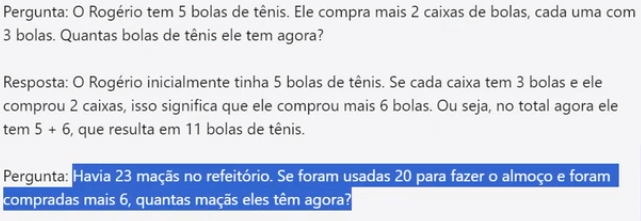 Pergunta: O Rogério tem 5 bolas de tênis. Ele compra mais 2 caixas de bolas, cada uma com
3 bolas. Quantas bolas de tênis ele tem agora?
Resposta: O Rogério inicialmente tinha 5 bolas de tênis. Se cada caixa tem 3 bolas e ele
comprou 2 caixas, isso significa que ele comprou mais 6 bolas. Ou seja, no total agora ele
tem 5 + 6, que resulta em 11 bolas de tênis.
Pergunta: Havia 23 maçãs no refeitório. Se foram usadas 20 para fazer o almoço e foram
compradas mais 6, quantas maçãs eles têm agora?